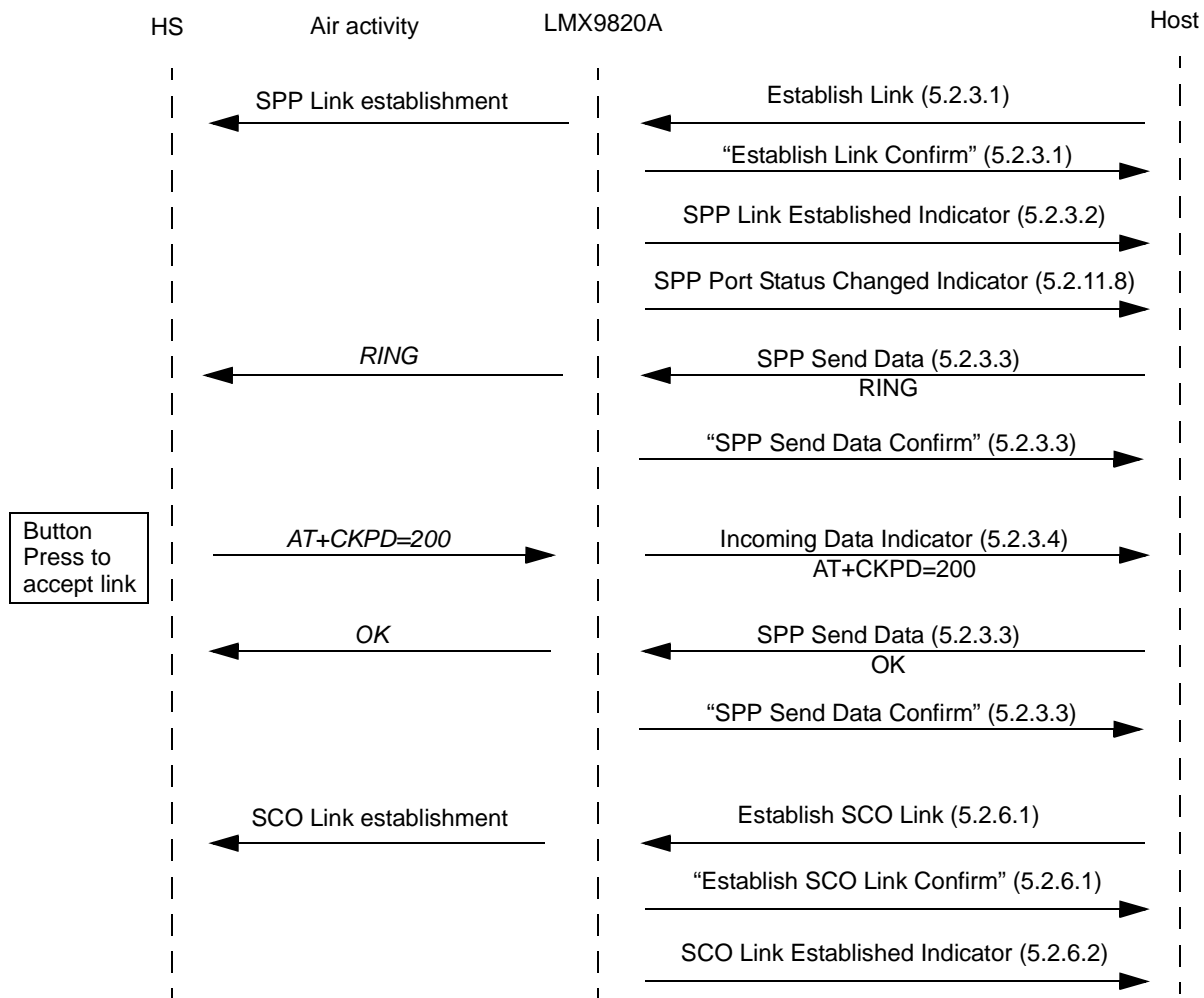 HS Air activity LMX9820A Host
SPP Link establishment
Establish Link (5.2.3.1)
“Establish Link Confirm” (5.2.3.1)
SPP Link Established Indicator (5.2.3.2)
SPP Port Status Changed Indicator (5.2.11.8)
RING
SPP Send Data (5.2.3.3)
RING
“SPP Send Data Confirm” (5.2.3.3)
Button
Press to
accept link
AT+CKPD=200
Incoming Data Indicator (5.2.3.4)
AT+CKPD=200
OK
SPP Send Data (5.2.3.3)
OK
“SPP Send Data Confirm” (5.2.3.3)
SCO Link establishment
Establish SCO Link (5.2.6.1)
“Establish SCO Link Confirm” (5.2.6.1)
SCO Link Established Indicator (5.2.6.2)